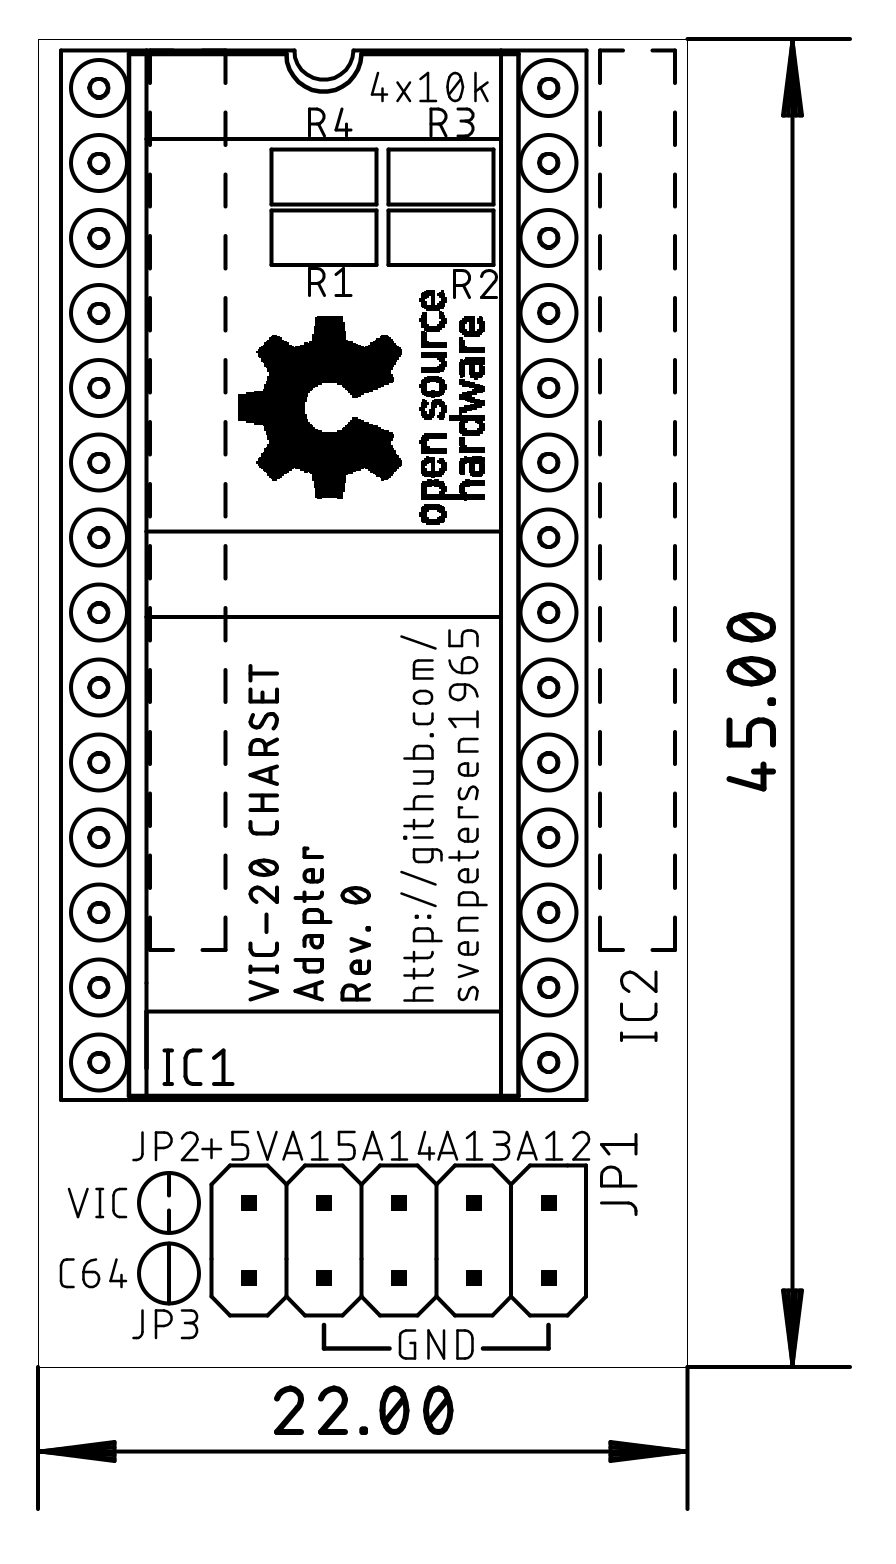 4x10k
R4 R3
R1 R2
open source
hardware
45.00
VIC-20 CHARSET
Adapter
Rev. 0
http://github.com/
svenpetersen1965
IC2
IC1
JP2 +5V A15 A14 A13 A12
JP1
VIC
C64
JP3
GND
22.00